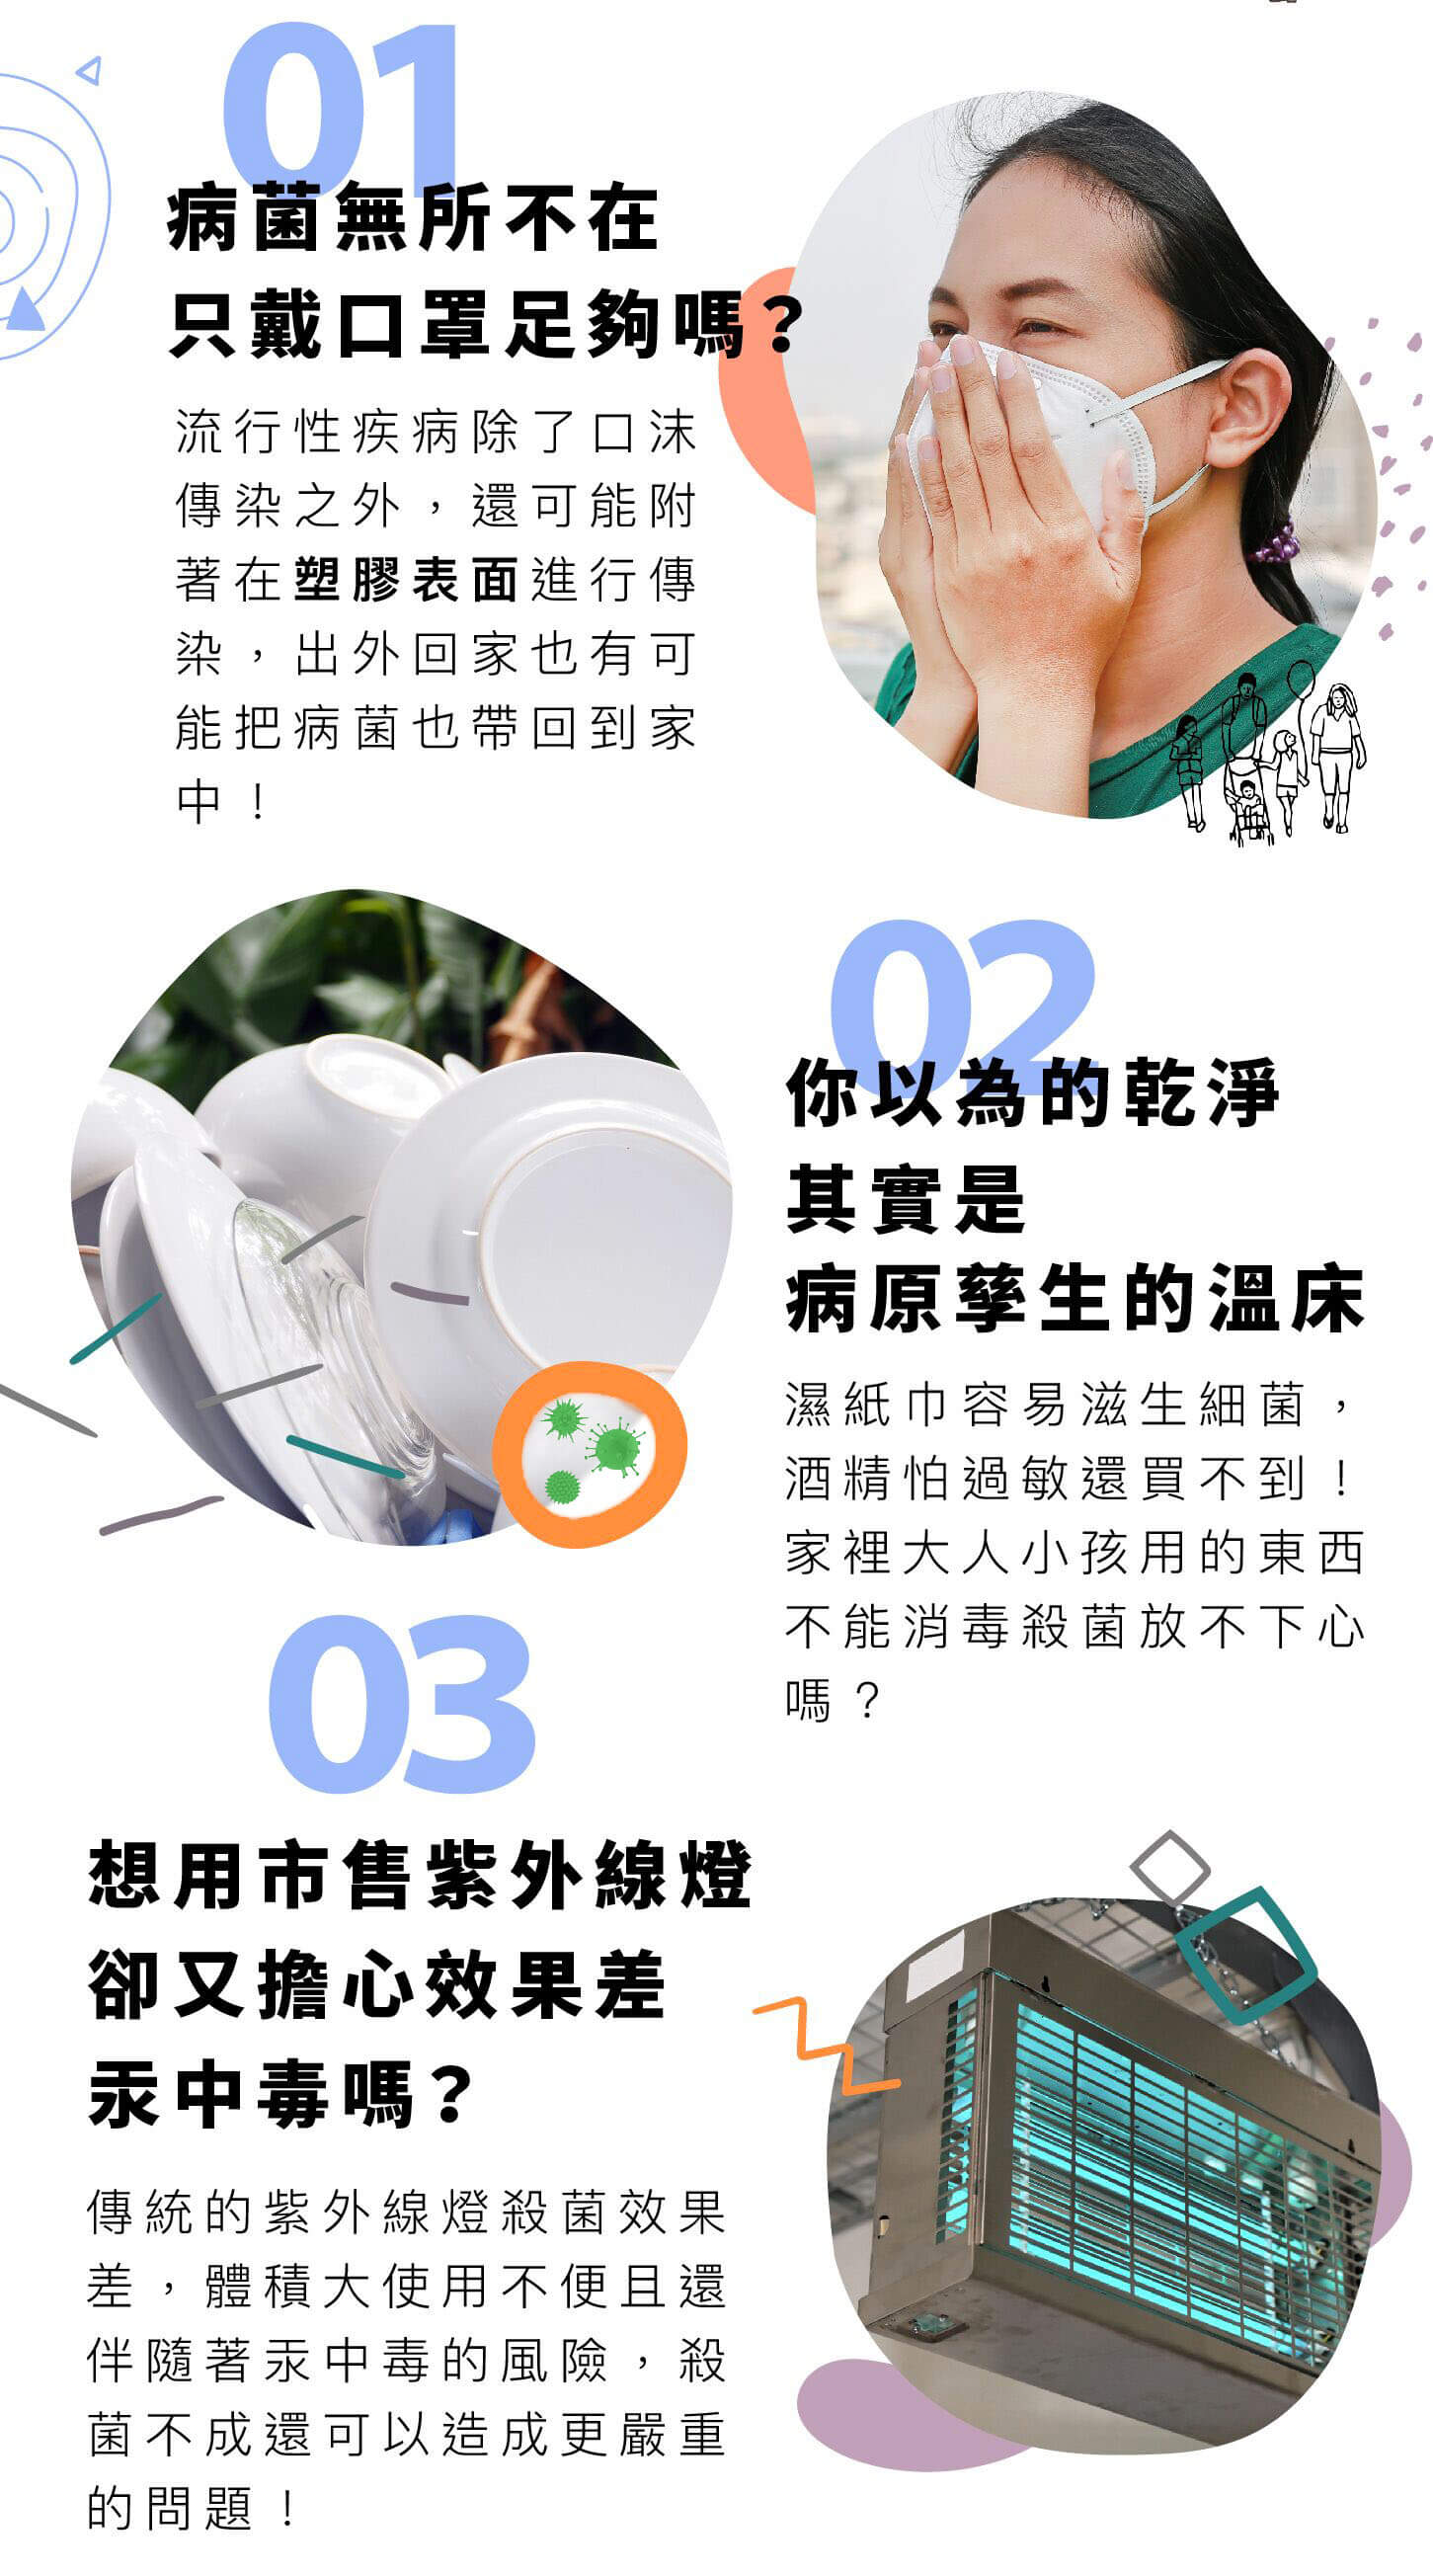 01
病菌無所不在
只戴口罩足夠嗎？
流行性疾病除了口沫
傳染之外，還可能附
著在塑膠表面進行傳
染，出外回家也有可
能把病菌也帶回到家
中！
02
你以為的乾淨
其實是
病原孳生的溫床
濕紙巾容易滋生細菌，
酒精怕過敏還買不到！
家裡大人小孩用的東西
不能消毒殺菌放不下心
嗎？
03
想用市售紫外線燈
卻又擔心效果差
汞中毒嗎？
傳統的紫外線燈殺菌效果
差，體積大使用不便且還
伴隨著汞中毒的風險，殺
菌不成還可以造成更嚴重
的問題！